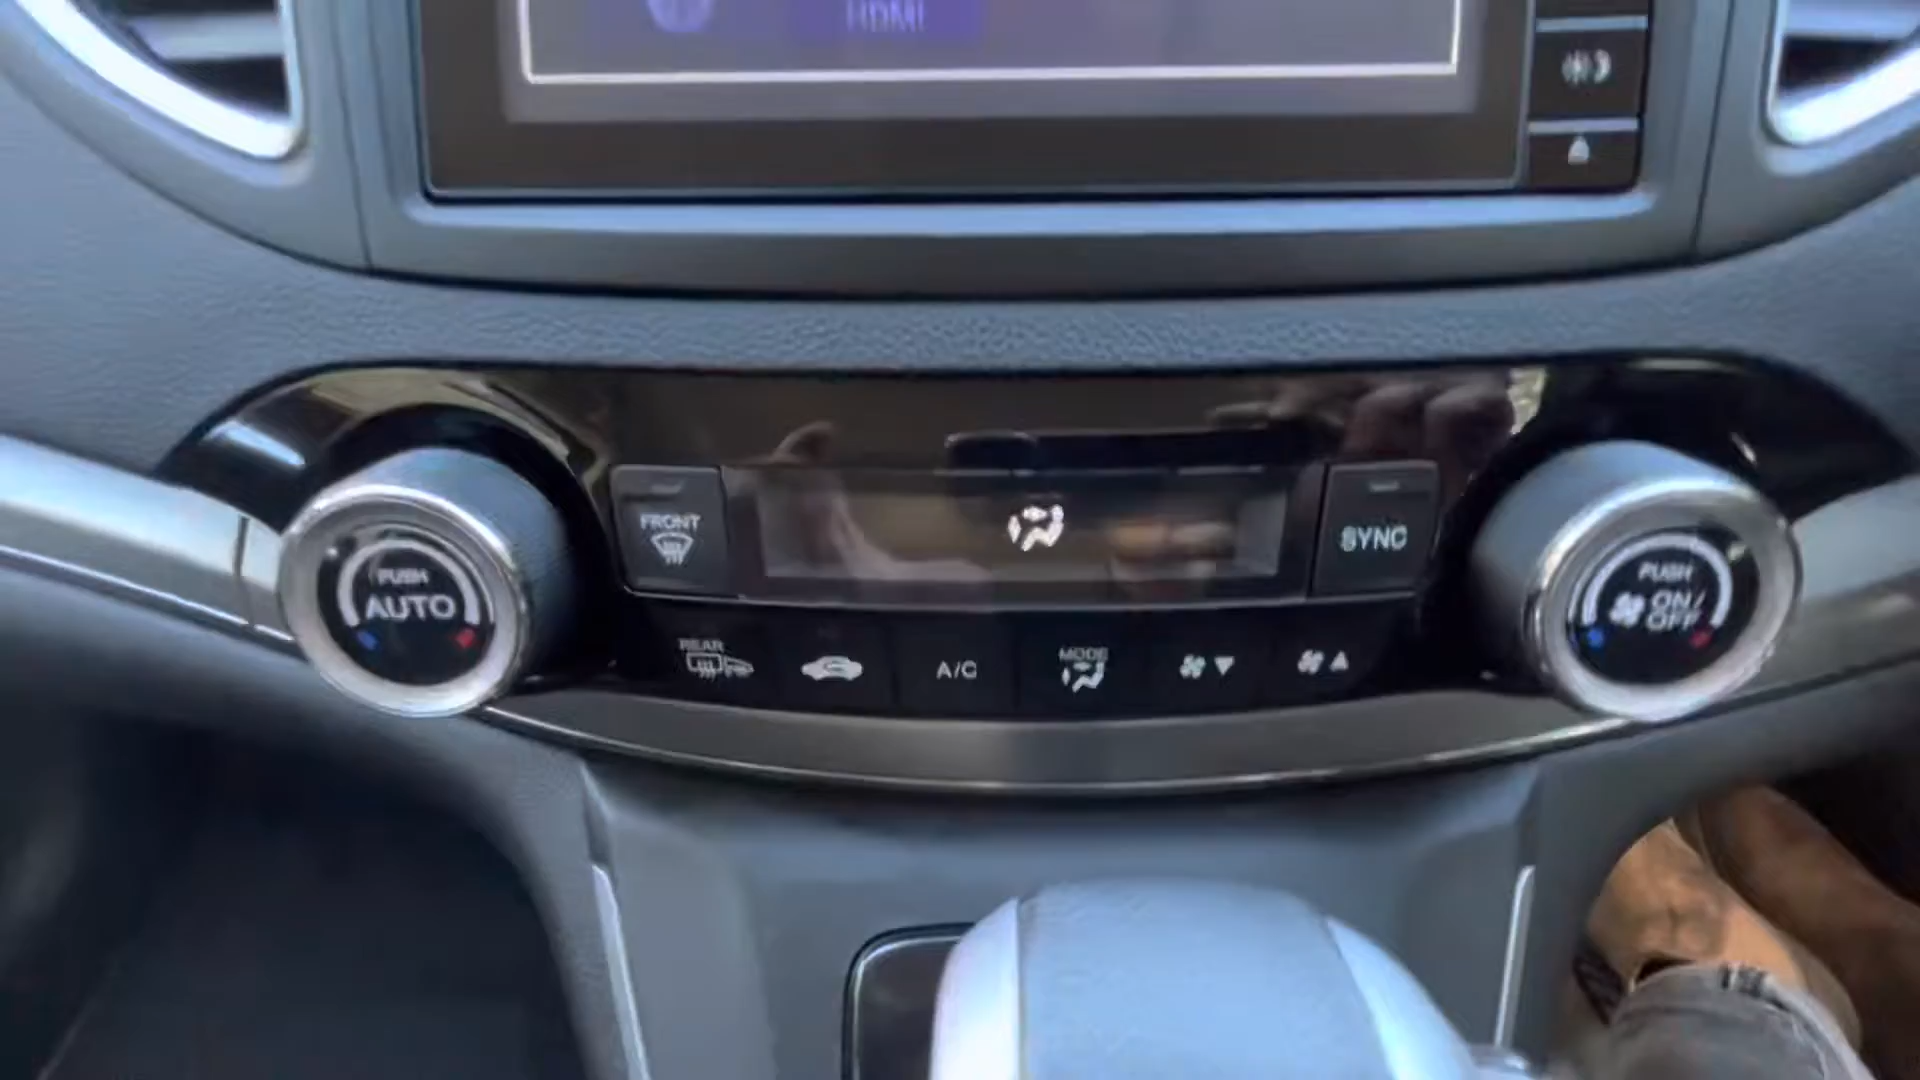 HDMI
FRONT
SYNC
PUSH
AUTO
PUSH
ON/
OFF
REAR
A/C
MODE